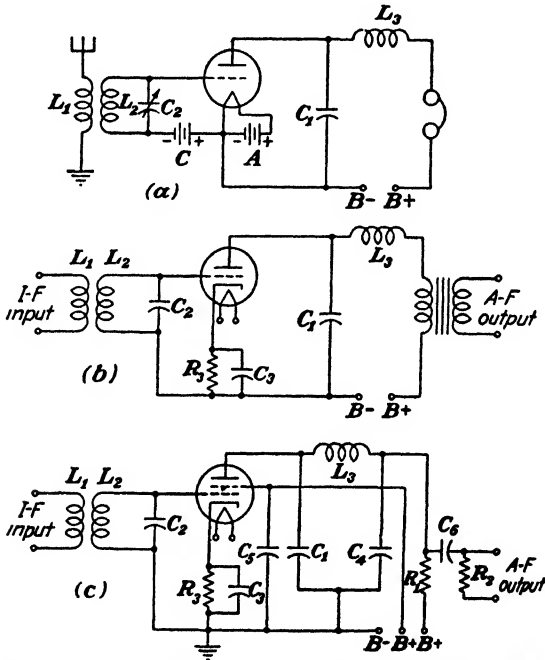 L₃
L₁ L₂ C₂ C₁
- C + - A +
(a) B- B+
L₁ L₂ L₃
I-F input C₂ C₁ A-F output
(b) R₃ C₃
B- B+
L₃
L₁ L₂
I-F input C₂ C₅ C₁ C₄ C₆
(c) R₃ C₃ R₂ A-F output
B- B+ B+